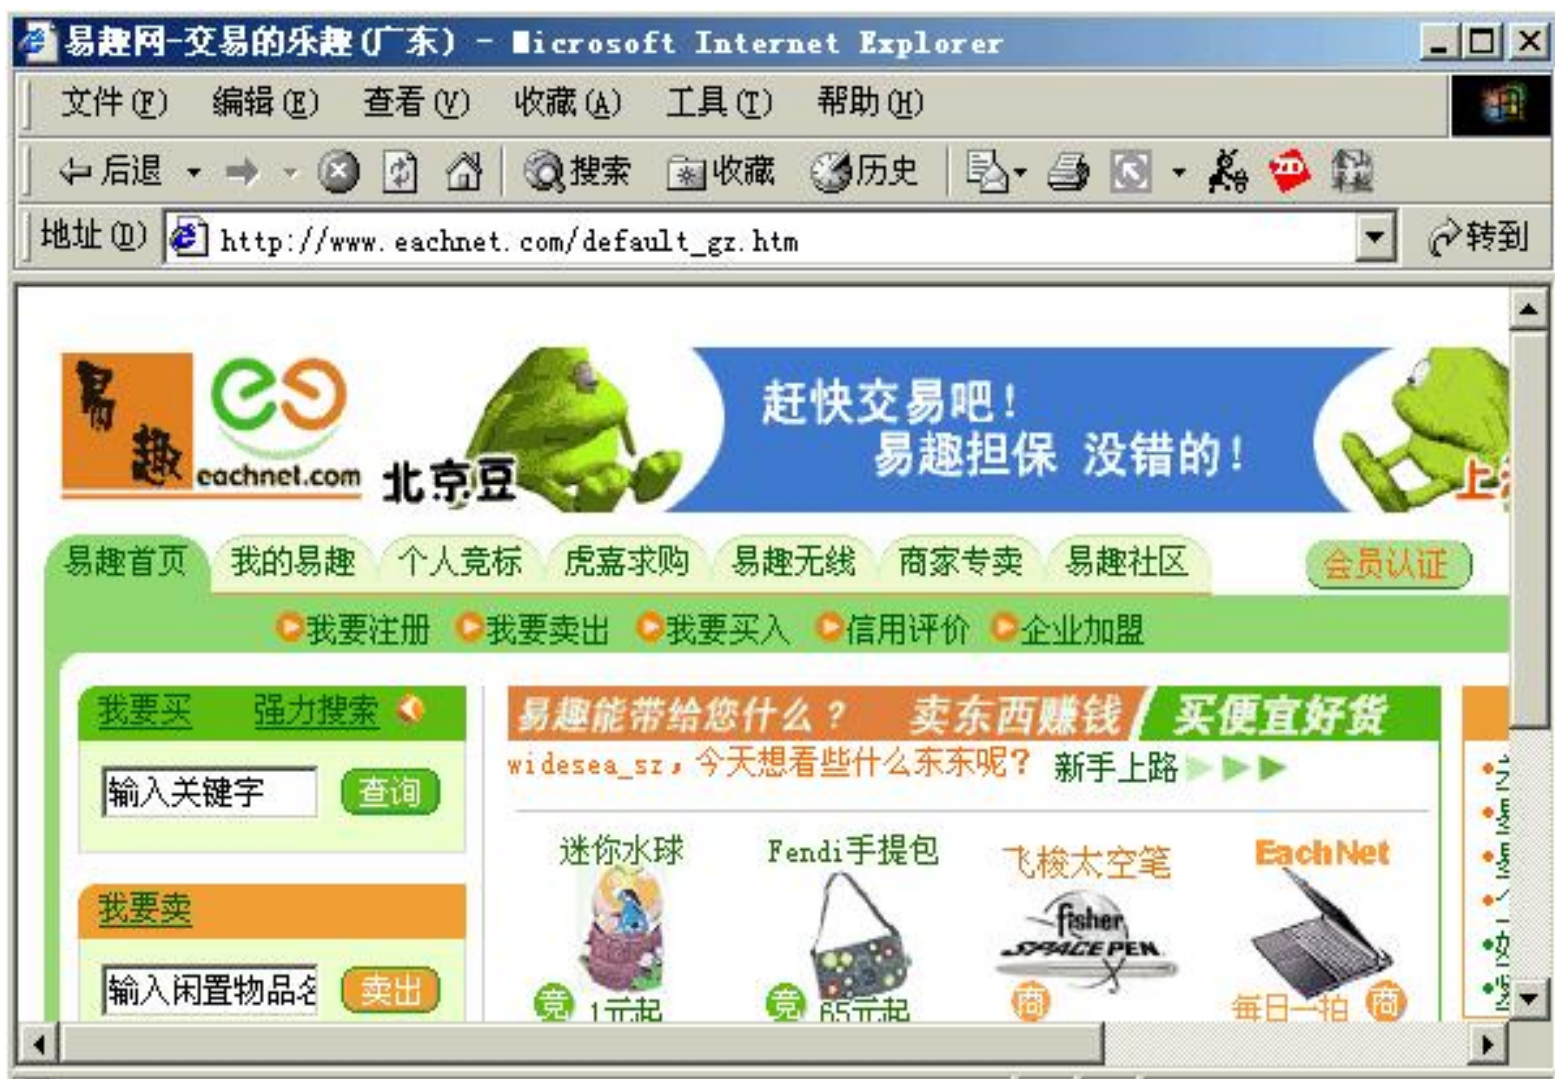 易趣网-交易的乐趣(广东) - Microsoft Internet Explorer
文件(F) 编辑(E) 查看(V) 收藏(A) 工具(T) 帮助(H)
后退 搜索 收藏 历史
地址(D) http://www.eachnet.com/default_gz.htm 转到
易趣 eachnet.com 北京豆
赶快交易吧!
易趣担保 没错的!
上
易趣首页 我的易趣 个人竞标 虎嘉求购 易趣无线 商家专卖 易趣社区 会员认证
我要注册 我要卖出 我要买入 信用评价 企业加盟
我要买 强力搜索
易趣能带给您什么? 卖东西赚钱 买便宜好货
widesea_sz,今天想看些什么东东呢? 新手上路
输入关键字 查询
迷你水球 Fendi手提包 飞梭太空笔 EachNet
fisher
SPACE PEN
我要卖
输入闲置物品名 卖出
竞 1元起 竞 65元起 商 每日一拍 商